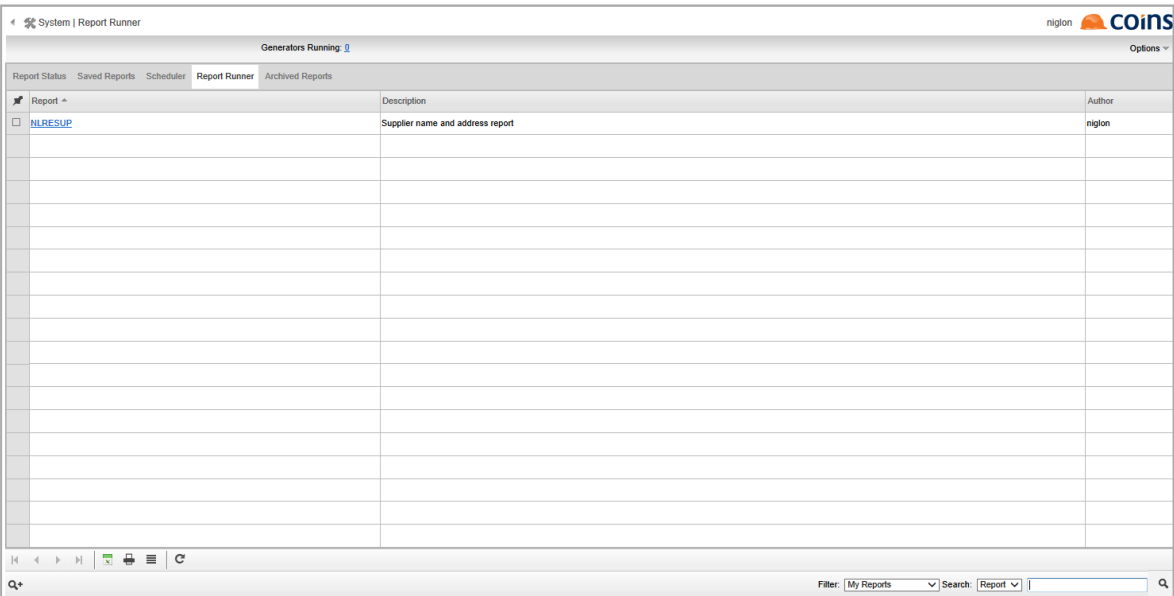 System | Report Runner
niglon coins
Generators Running: 0
Options
Report Status Saved Reports Scheduler Report Runner Archived Reports
Report Description Author
NLRESUP Supplier name and address report niglon
Filter: My Reports Search: Report